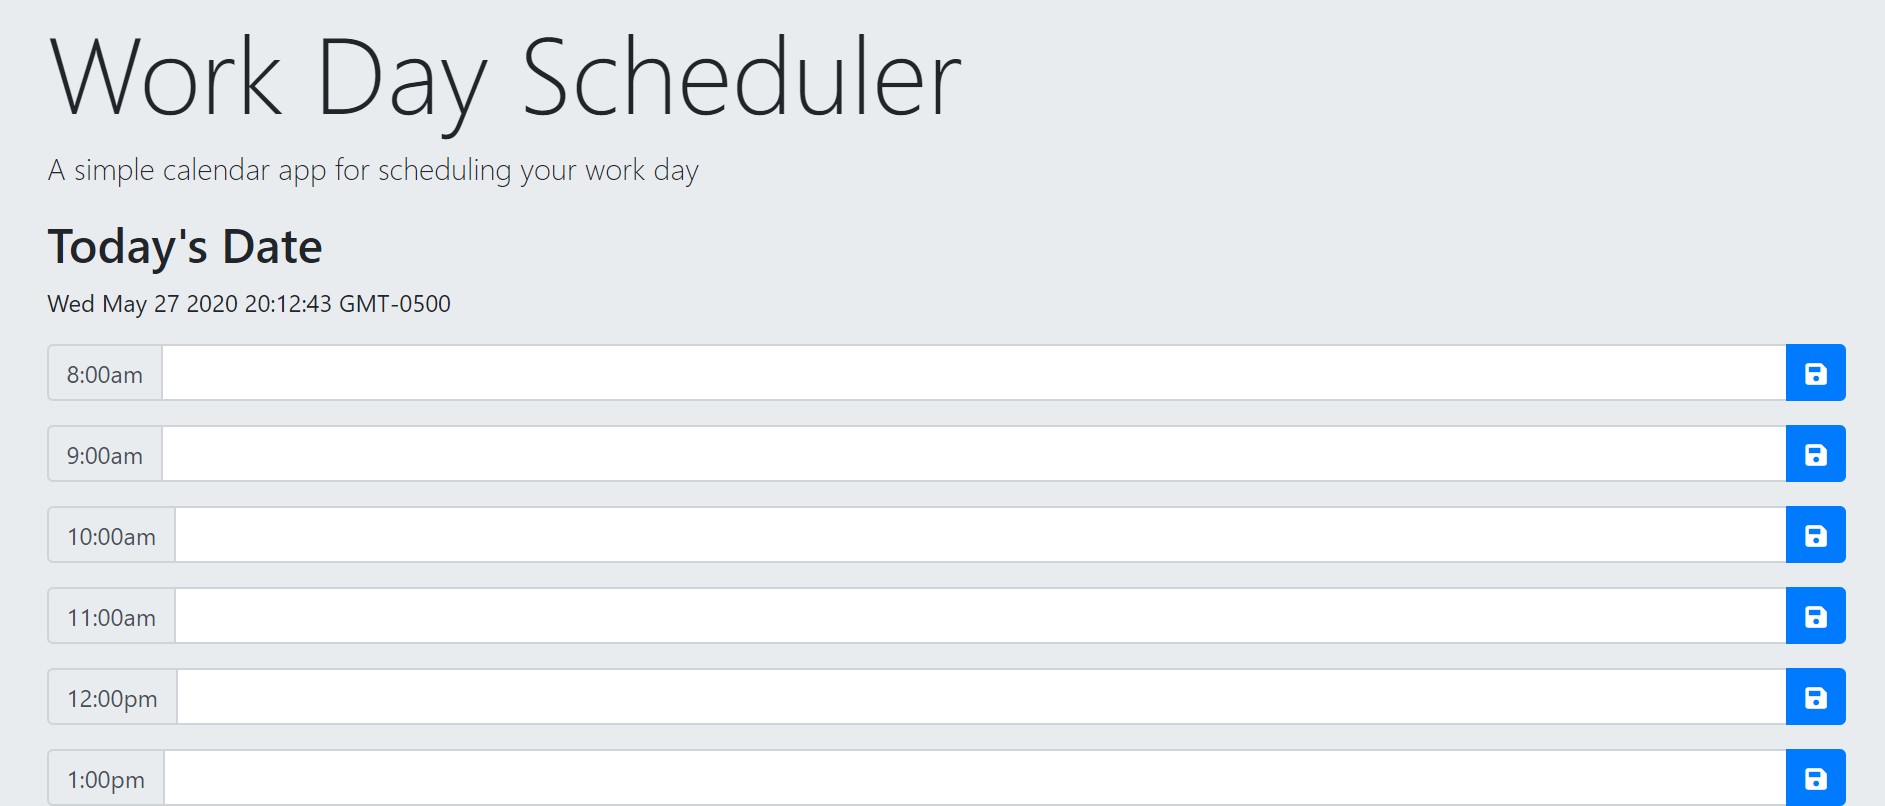 Work Day Scheduler
A simple calendar app for scheduling your work day
Today's Date
Wed May 27 2020 20:12:43 GMT-0500
8:00am
9:00am
10:00am
11:00am
12:00pm
1:00pm